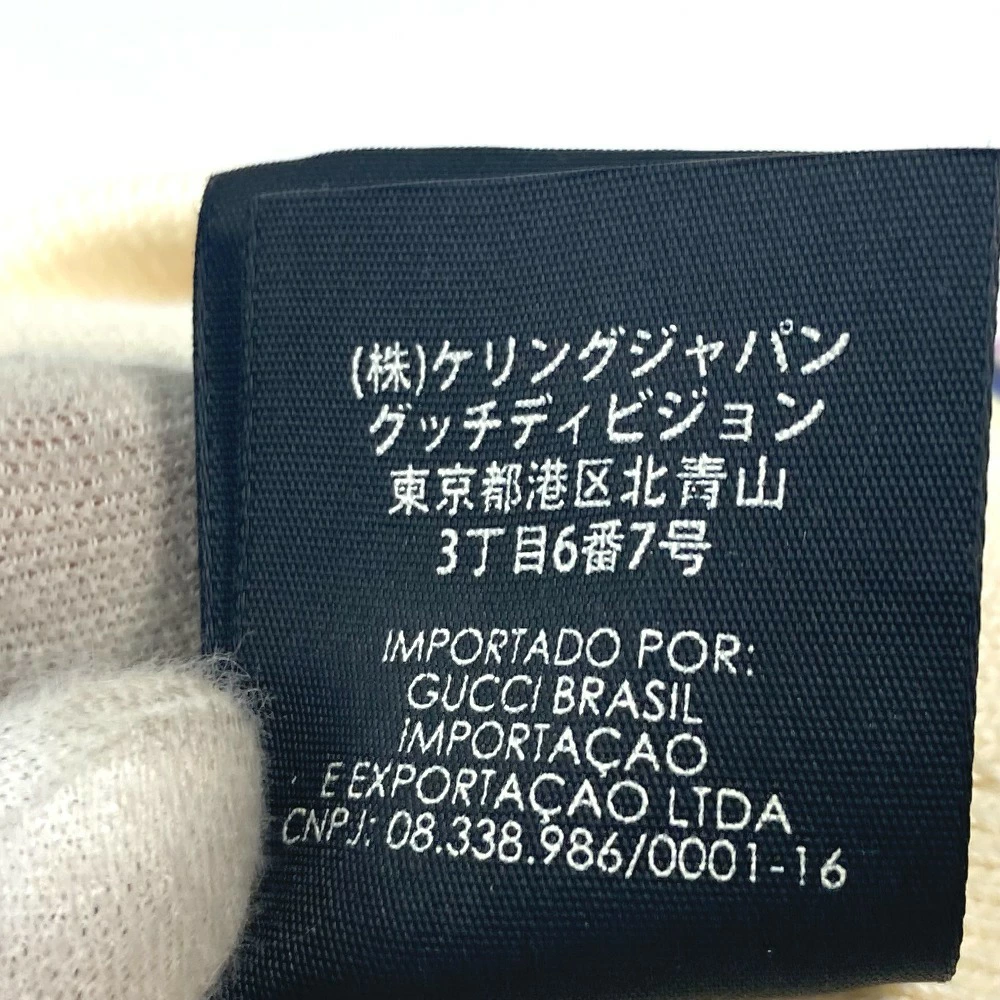 (株)ケリングジャパン
グッチディビジョン
東京都港区北青山
3丁目6番7号
IMPORTADO POR:
GUCCI BRASIL
IMPORTAÇAO
E EXPORTAÇAO LTDA
CNPJ: 08.338.986/0001-16